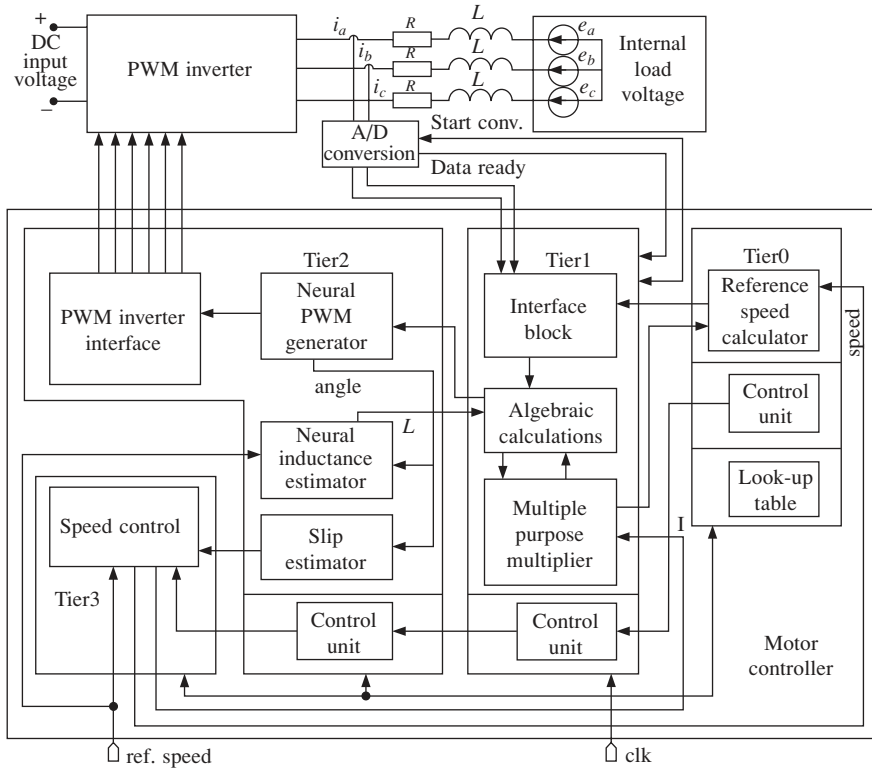 +
DC
input
voltage
−
PWM inverter
i_a
R
L
e_a
i_b
R
L
e_b
i_c
R
L
e_c
Internal
load
voltage
Start conv.
A/D
conversion
Data ready
Tier2
Tier1
Tier0
PWM inverter
interface
Neural
PWM
generator
Interface
block
Reference
speed
calculator
speed
angle
L
Algebraic
calculations
Control
unit
Neural
inductance
estimator
Look-up
table
Speed control
Slip
estimator
Multiple
purpose
multiplier
I
Tier3
Control
unit
Control
unit
Motor
controller
ref. speed
clk